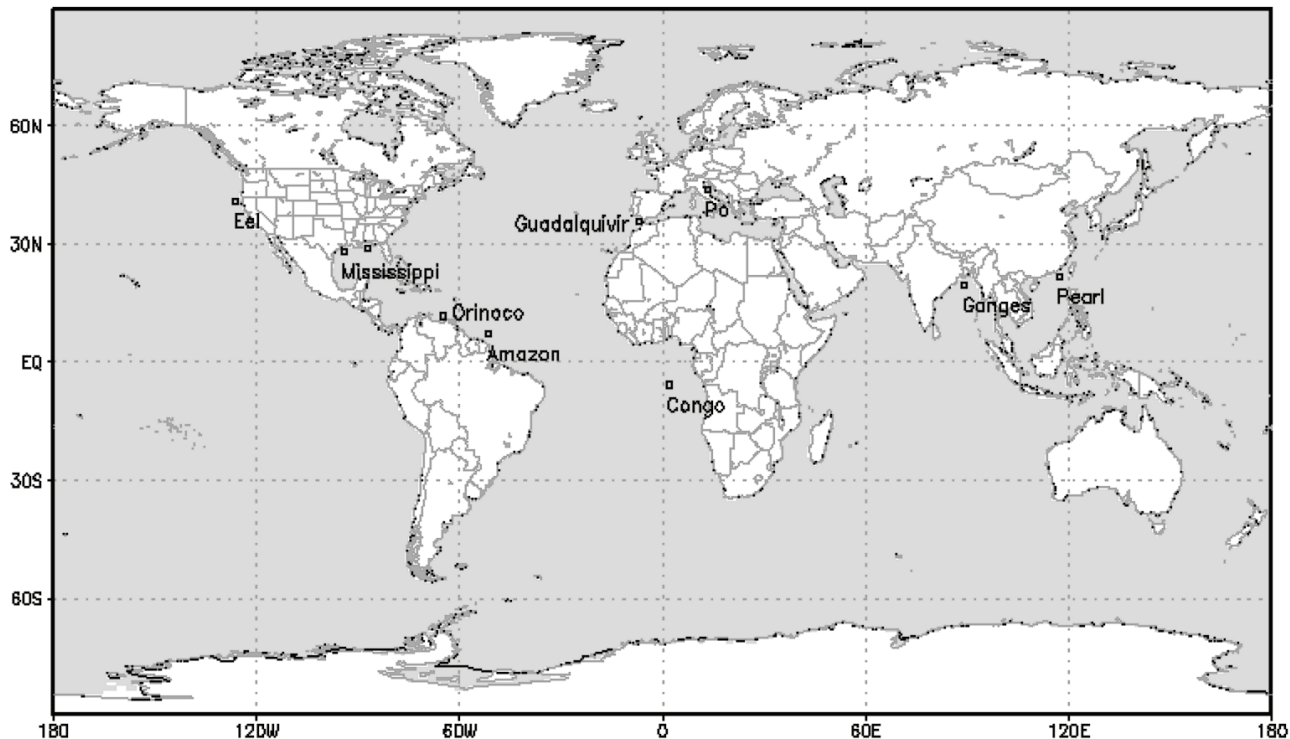 60N
30N
EQ
30S
60S
Eel
Mississippi
Orinoco
Amazon
Guadalquivir
Po
Congo
Ganges
Pearl
180
120W
60W
0
60E
120E
180